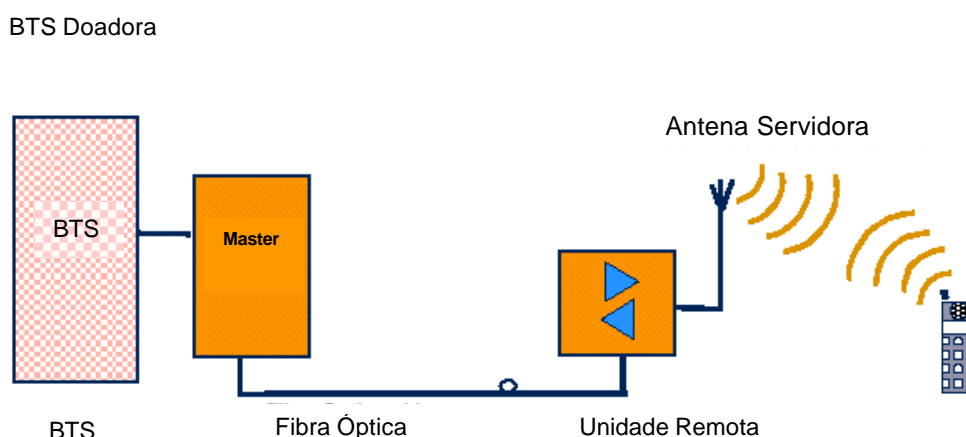 BTS Doadora
Antena Servidora
BTS
Master
BTS
Fibra Óptica
Unidade Remota